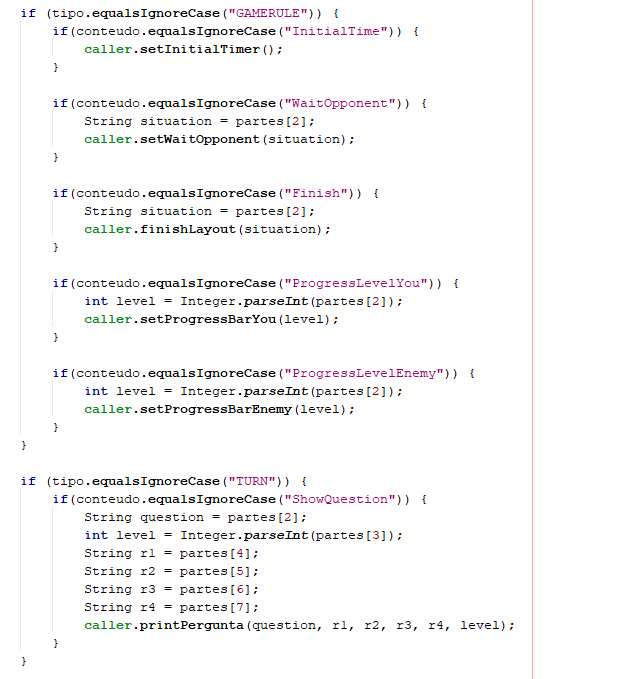 if (tipo.equalsIgnoreCase("GAMERULE")) {
    if(conteudo.equalsIgnoreCase("InitialTime")) {
        caller.setInitialTimer();
    }

    if(conteudo.equalsIgnoreCase("WaitOpponent")) {
        String situation = partes[2];
        caller.setWaitOpponent(situation);
    }

    if(conteudo.equalsIgnoreCase("Finish")) {
        String situation = partes[2];
        caller.finishLayout(situation);
    }

    if(conteudo.equalsIgnoreCase("ProgressLevelYou")) {
        int level = Integer.parseInt(partes[2]);
        caller.setProgressBarYou(level);
    }

    if(conteudo.equalsIgnoreCase("ProgressLevelEnemy")) {
        int level = Integer.parseInt(partes[2]);
        caller.setProgressBarEnemy(level);
    }
}

if (tipo.equalsIgnoreCase("TURN")) {
    if(conteudo.equalsIgnoreCase("ShowQuestion")) {
        String question = partes[2];
        int level = Integer.parseInt(partes[3]);
        String r1 = partes[4];
        String r2 = partes[5];
        String r3 = partes[6];
        String r4 = partes[7];
        caller.printPergunta(question, r1, r2, r3, r4, level);
    }
}